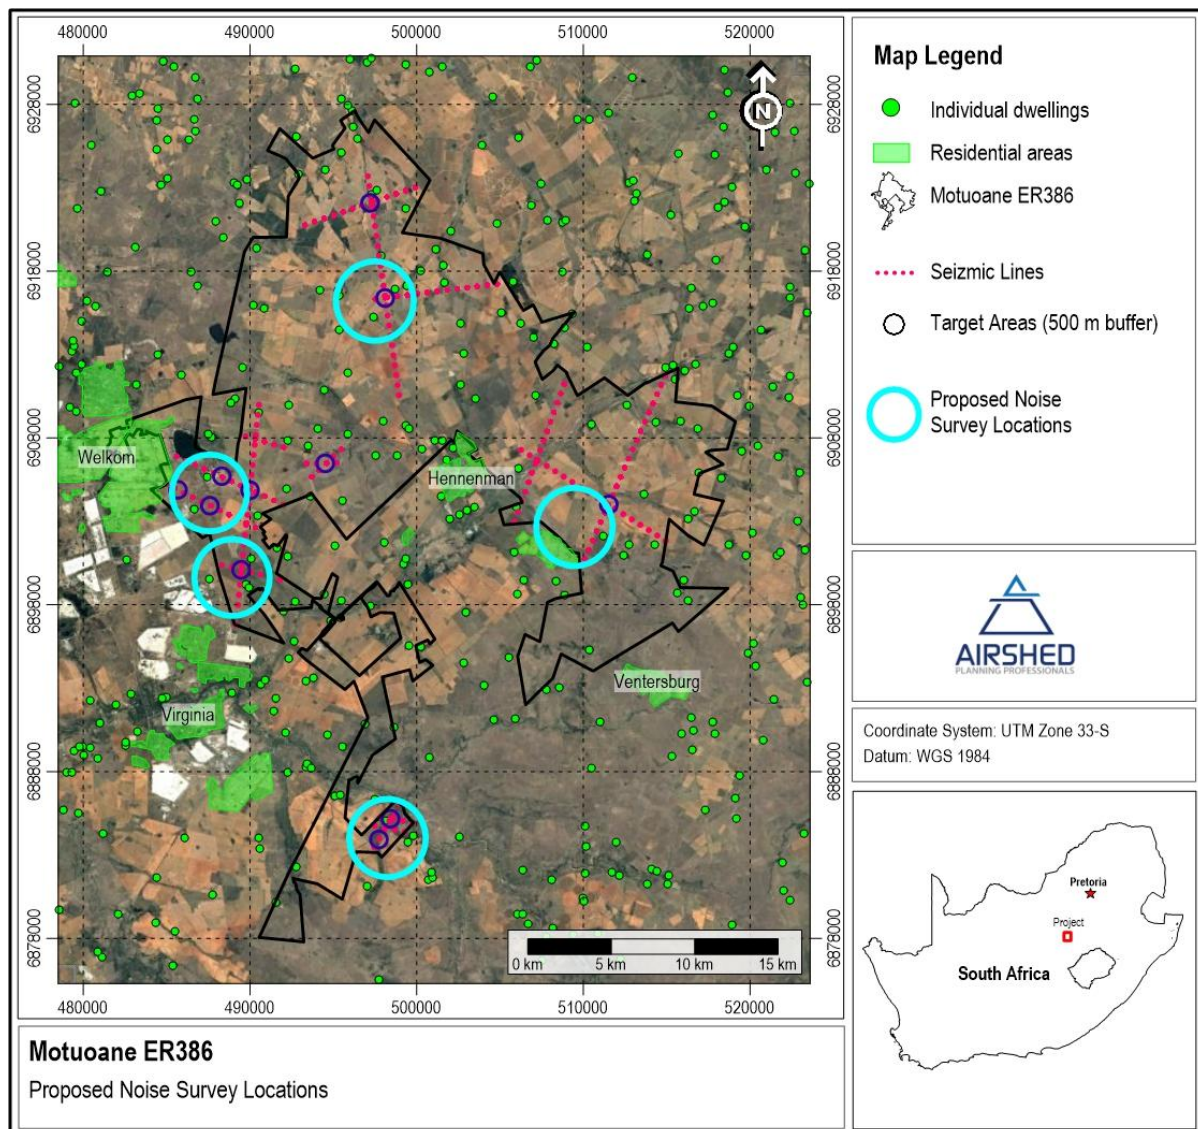 480000 490000 500000 510000 520000
6928000
6918000
6908000
6898000
6888000
6878000
6928000
6918000
6908000
6898000
6888000
6878000
N
Welkom
Hennenman
Virginia
Ventersburg
0 km 5 km 10 km 15 km
480000 490000 500000 510000 520000
Motuoane ER386
Proposed Noise Survey Locations
Map Legend
Individual dwellings
Residential areas
Motuoane ER386
Seizmic Lines
Target Areas (500 m buffer)
Proposed Noise
Survey Locations
AIRSHED
PLANNING PROFESSIONALS
Coordinate System: UTM Zone 33-S
Datum: WGS 1984
Pretoria
Project
South Africa